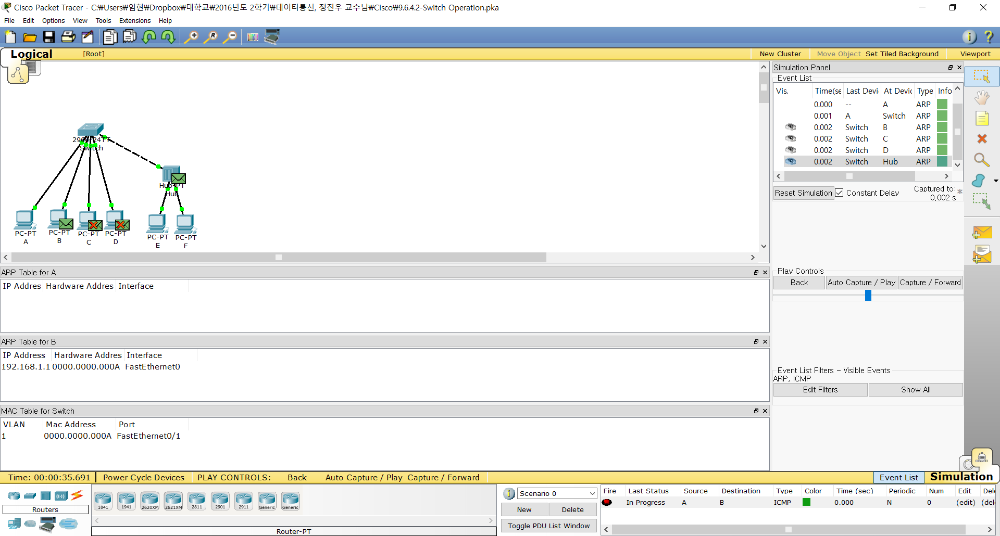 Cisco Packet Tracer - C:₩Users₩임현₩Dropbox₩대학교₩2016년도 2학기₩데이터통신, 정진우 교수님₩Cisco₩9.6.4.2-Switch Operation.pka
File Edit Options View Tools Extensions Help
Logical [Root] New Cluster Move Object Set Tiled Background Viewport
2960-24TT
Switch
Hub-PT
Hub
PC-PT
A
PC-PT
B
PC-PT
C
PC-PT
D
PC-PT
E
PC-PT
F
Simulation Panel
Event List
Vis. Time(se Last Devi At Devic Type Info
0.000 -- A ARP
0.001 A Switch ARP
0.002 Switch B ARP
0.002 Switch C ARP
0.002 Switch D ARP
0.002 Switch Hub ARP
Reset Simulation Constant Delay Captured to:
0.002 s
Play Controls
Back Auto Capture / Play Capture / Forward
Event List Filters - Visible Events
ARP, ICMP
Edit Filters Show All
ARP Table for A
IP Addres Hardware Addres Interface
ARP Table for B
IP Address Hardware Addres Interface
192.168.1.1 0000.0000.000A FastEthernet0
MAC Table for Switch
VLAN Mac Address Port
1 0000.0000.000A FastEthernet0/1
Time: 00:00:35.691 Power Cycle Devices PLAY CONTROLS: Back Auto Capture / Play Capture / Forward Event List Simulation
Routers
1841 1941 2620XM 2621XM 2811 2901 2911 Generic Generic
Router-PT
Scenario 0
New Delete
Toggle PDU List Window
Fire Last Status Source Destination Type Color Time (sec) Periodic Num Edit Dele
In Progress A B ICMP 0.000 N 0 (edit) (del